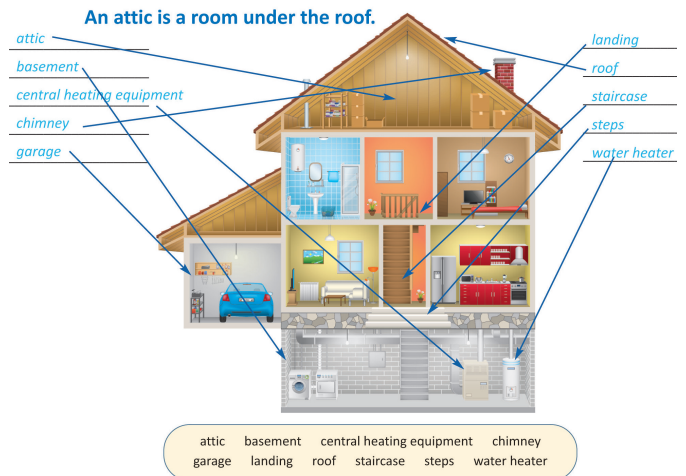 An attic is a room under the roof.
attic
basement
central heating equipment
chimney
garage
landing
roof
staircase
steps
water heater
attic basement central heating equipment chimney
garage landing roof staircase steps water heater